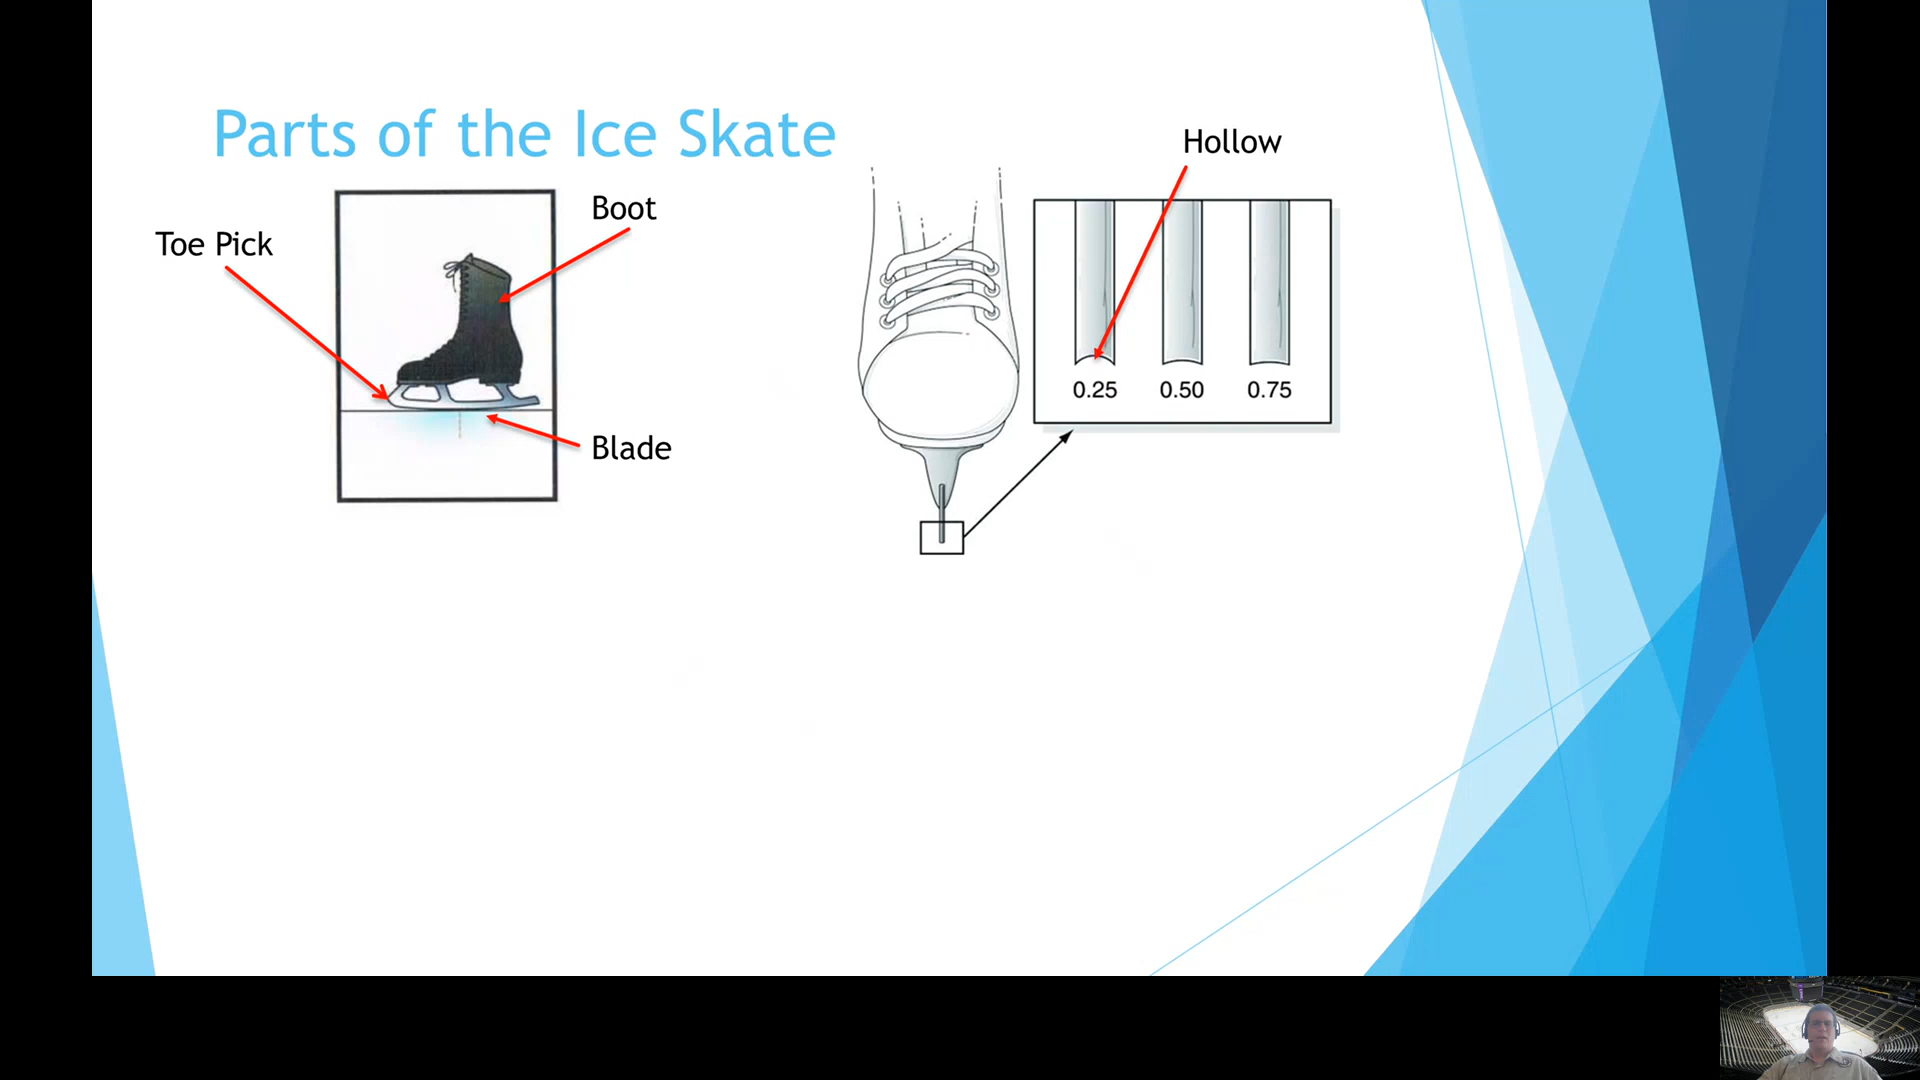 Parts of the Ice Skate
Hollow
Boot
Toe Pick
0.25 0.50 0.75
Blade